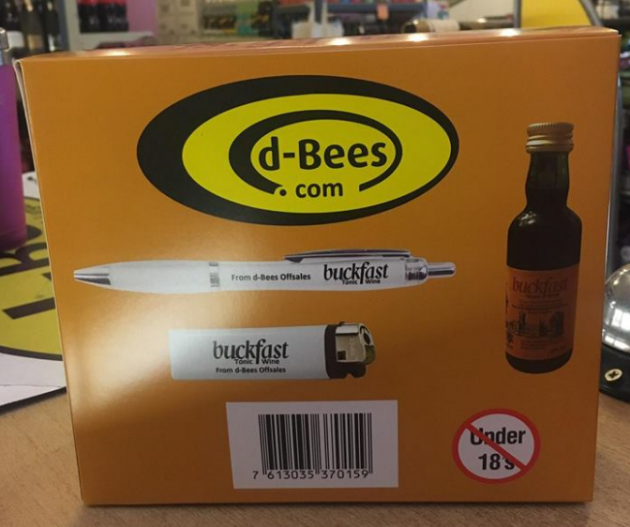 d-Bees
.com
From d-Bees Offsales buckfast
Tonic Wine
buckfast
Tonic Wine
From d-Bees Offsales
buckfast
7 613035 370159
Under
18's